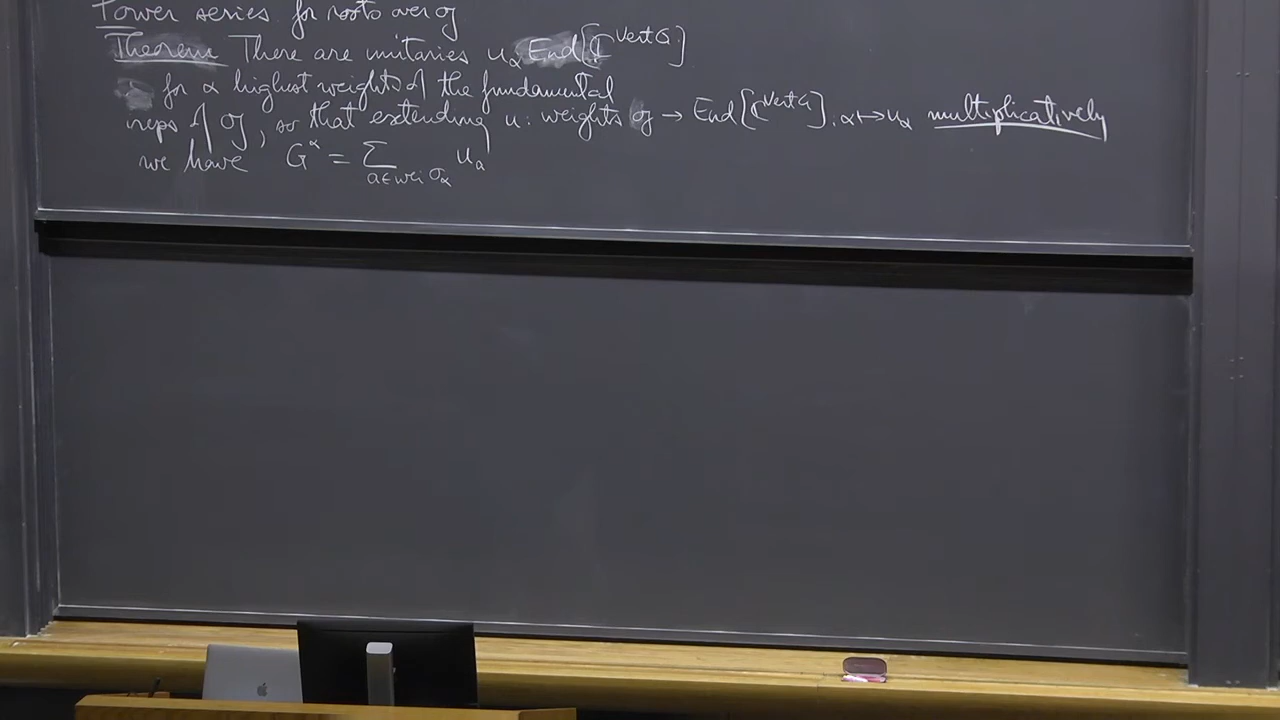 Power series for roots over 𝔤
Theorem There are unitaries u_α End[ℂ^{Vert G}]
for α highest weights of the fundamental
reps of 𝔤, so that extending u: weights 𝔤 → End[ℂ^{Vert G}], α ↦ u_α multiplicatively
we have G^α = ∑_{a ∈ wei σ_α} u_a